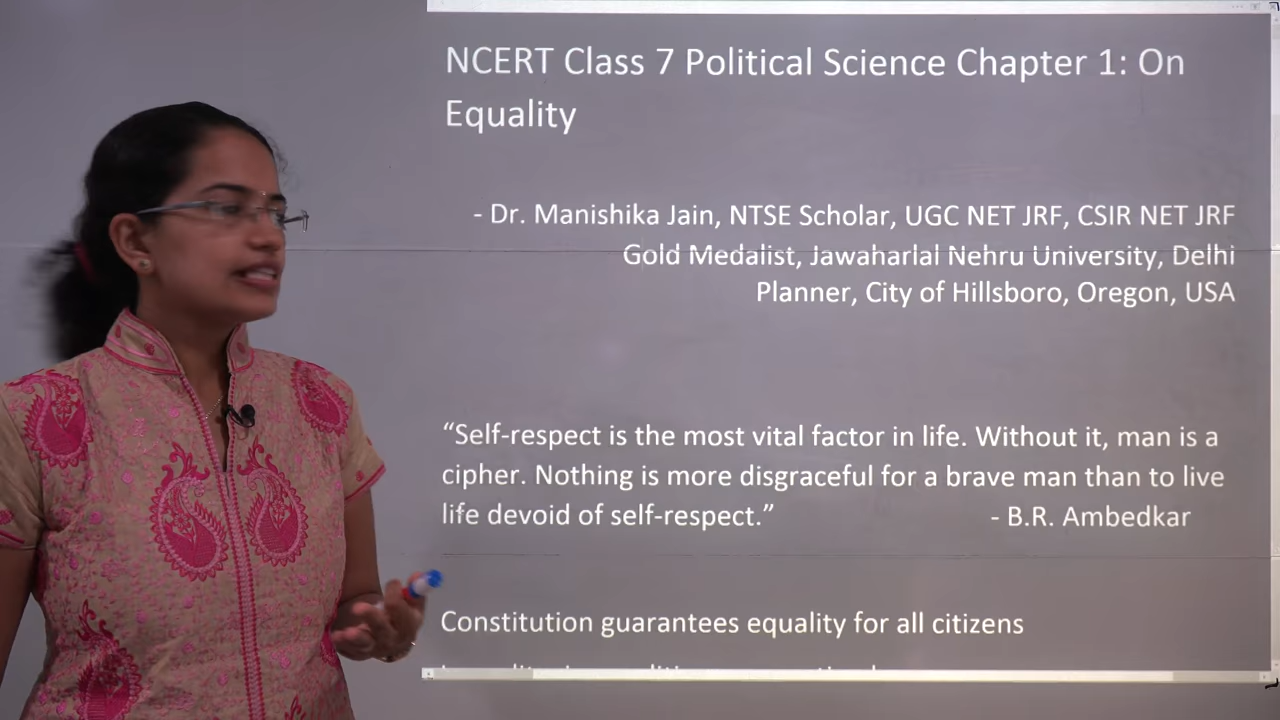 NCERT Class 7 Political Science Chapter 1: On
Equality
- Dr. Manishika Jain, NTSE Scholar, UGC NET JRF, CSIR NET JRF
Gold Medalist, Jawaharlal Nehru University, Delhi
Planner, City of Hillsboro, Oregon, USA
“Self-respect is the most vital factor in life. Without it, man is a
cipher. Nothing is more disgraceful for a brave man than to live
life devoid of self-respect.” - B.R. Ambedkar
Constitution guarantees equality for all citizens